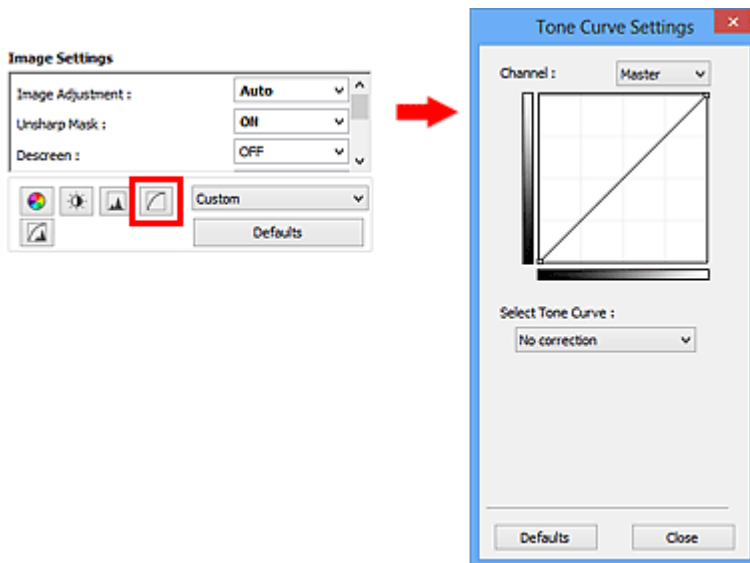 Image Settings
Image Adjustment : Auto
Unsharp Mask : ON
Descreen : OFF
Custom
Defaults
Tone Curve Settings
Channel : Master
Select Tone Curve :
No correction
Defaults Close